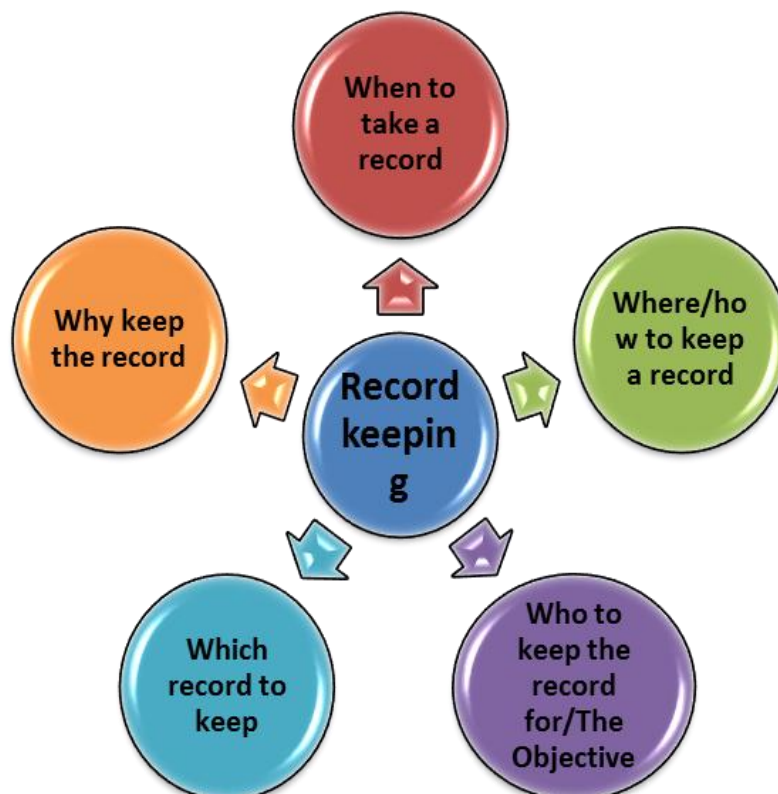 When to
take a
record
Why keep
the record
Where/ho
w to keep
a record
Record
keepin
g
Which
record to
keep
Who to
keep the
record
for/The
Objective